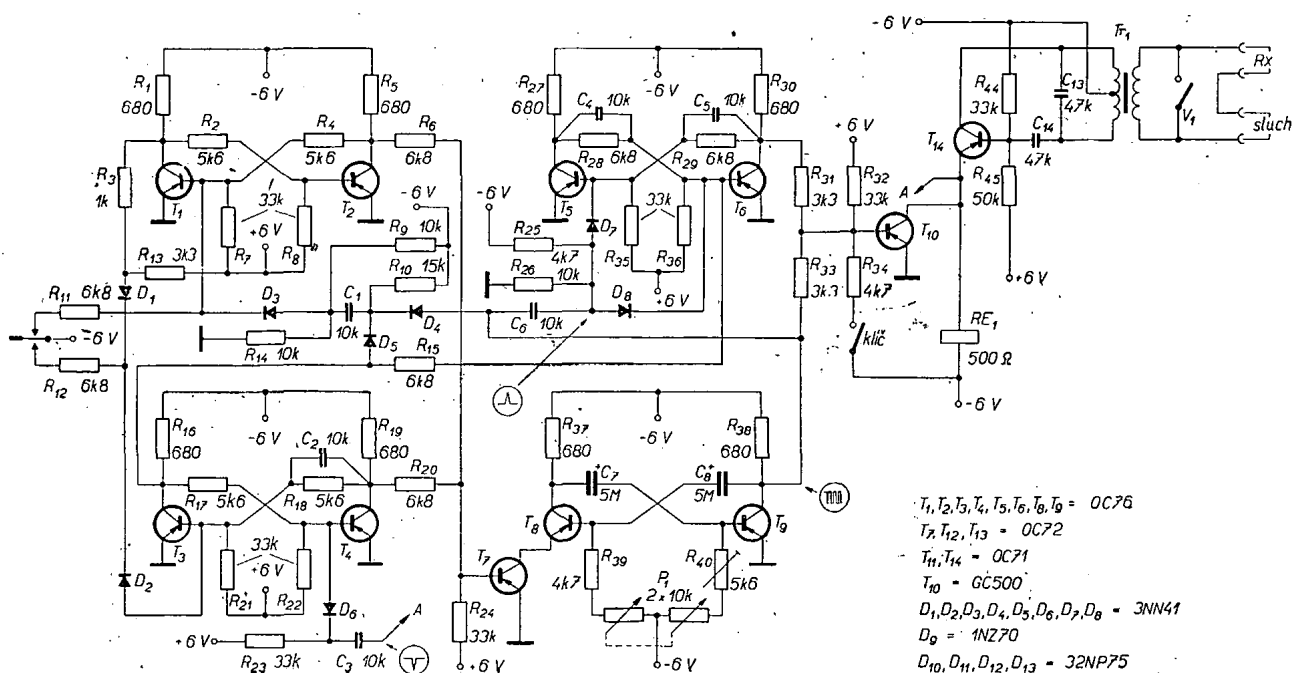 -6 V
R1
680
R5
680
R2
5k6
R4
5k6
R6
6k8
R3
1k
T1
T2
33k
+6 V
R7
R8
R13 3k3
D1
R11 6k8
-6 V
R12 6k8
D3
R14 10k
C1
10k
-6 V
R9 10k
R10
15k
D4
D5
R15
6k8
-6 V
R27
680
C4 10k
R28
6k8
C5 10k
R29
6k8
R30
680
T5
T6
D7
-6 V
R25
4k7
R26
10k
33k
R35
R36
+6 V
C6 10k
D8
R31
3k3
+6 V
R32
33k
R33
3k3
R34
4k7
klíč
T10
A
-6 V
R44
33k
C13
47k
Tr1
V1
Rx
sluch
T14
C14
47k
R45
50k
+6 V
RE1
500 Ω
-6 V
-6 V
R16
680
R19
680
C2 10k
R17
5k6
R18
5k6
R20
6k8
T3
T4
33k
+6 V
R21
R22
D2
D6
A
+6 V
R23 33k
C3 10k
T7
R24
33k
+6 V
-6 V
R37
680
R38
680
+C7
5M
C8+
5M
T8
T9
R39
4k7
R40
5k6
P1
2 x 10k
-6 V
T1, T2, T3, T4, T5, T6, T8, T9 = OC76
T7, T12, T13 = OC72
T11, T14 = OC71
T10 = GC500
D1, D2, D3, D4, D5, D6, D7, D8 = 3NN41
D9 = 1NZ70
D10, D11, D12, D13 = 32NP75